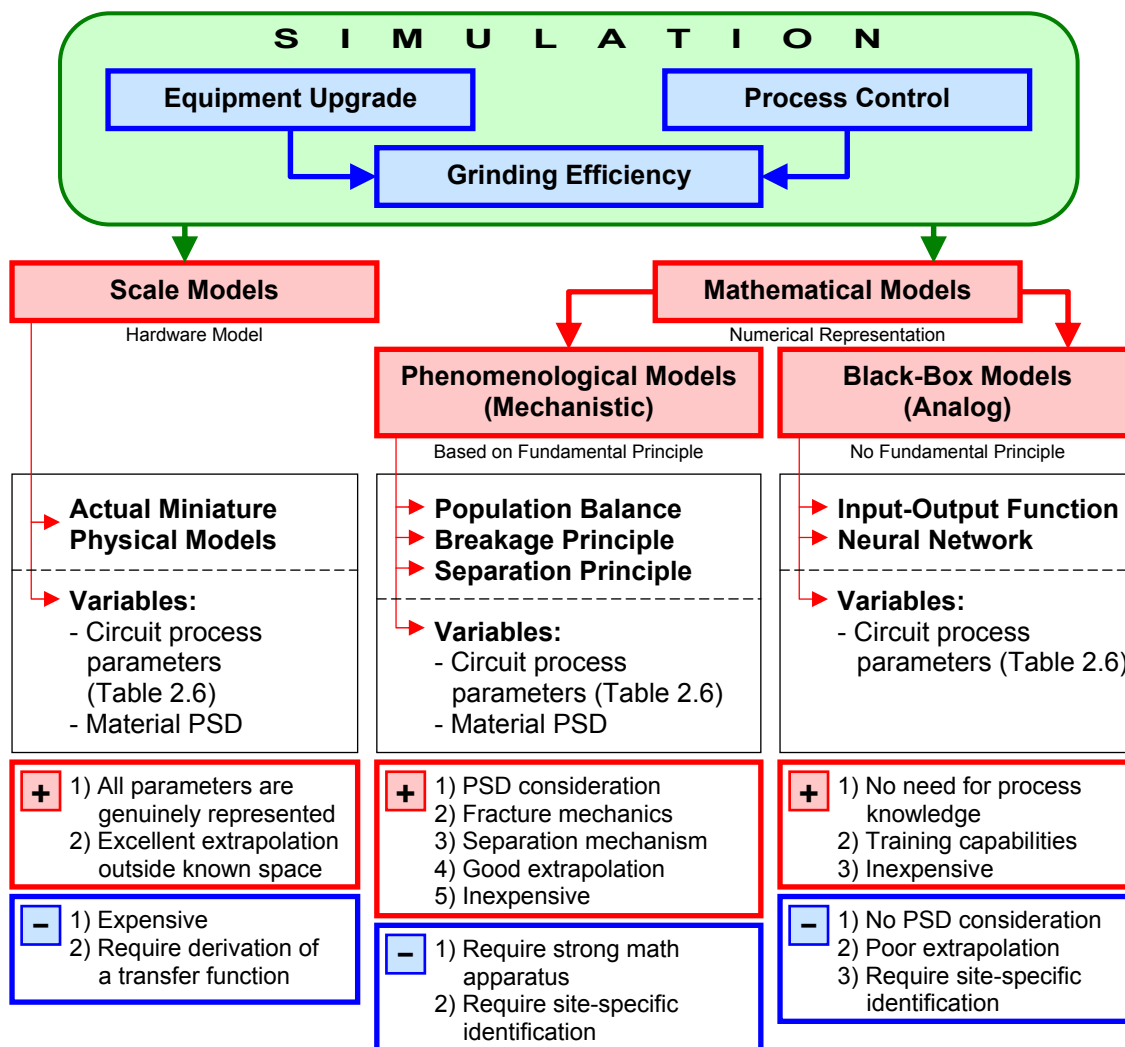 S I M U L A T I O N
Equipment Upgrade
Process Control
Grinding Efficiency
Scale Models
Mathematical Models
Hardware Model
Numerical Representation
Phenomenological Models
(Mechanistic)
Black-Box Models
(Analog)
Based on Fundamental Principle
No Fundamental Principle
Actual Miniature
Physical Models
Variables:
- Circuit process
parameters
(Table 2.6)
- Material PSD
Population Balance
Breakage Principle
Separation Principle
Variables:
- Circuit process
parameters (Table 2.6)
- Material PSD
Input-Output Function
Neural Network
Variables:
- Circuit process
parameters (Table 2.6)
+
1) All parameters are
genuinely represented
2) Excellent extrapolation
outside known space
−
1) Expensive
2) Require derivation of
a transfer function
+
1) PSD consideration
2) Fracture mechanics
3) Separation mechanism
4) Good extrapolation
5) Inexpensive
−
1) Require strong math
apparatus
2) Require site-specific
identification
+
1) No need for process
knowledge
2) Training capabilities
3) Inexpensive
−
1) No PSD consideration
2) Poor extrapolation
3) Require site-specific
identification